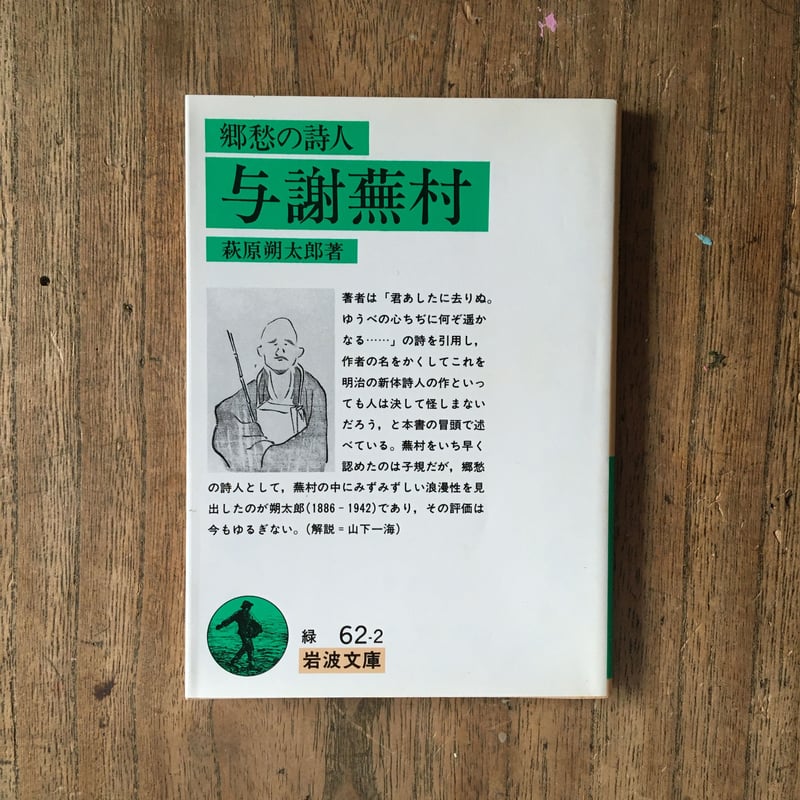 郷愁の詩人
与謝蕪村
萩原朔太郎著
著者は「君あしたに去りぬ。
ゆうべの心ちぢに何ぞ遥か
なる……」の詩を引用し，
作者の名をかくしてこれを
明治の新体詩人の作といっ
ても人は決して怪しまない
だろう，と本書の冒頭で述
べている。蕪村をいち早く
認めたのは子規だが，郷愁
の詩人として，蕪村の中にみずみずしい浪漫性を見
出したのが朔太郎(1886－1942)であり，その評価は
今もゆるぎない。(解説＝山下一海)
緑 62-2
岩波文庫